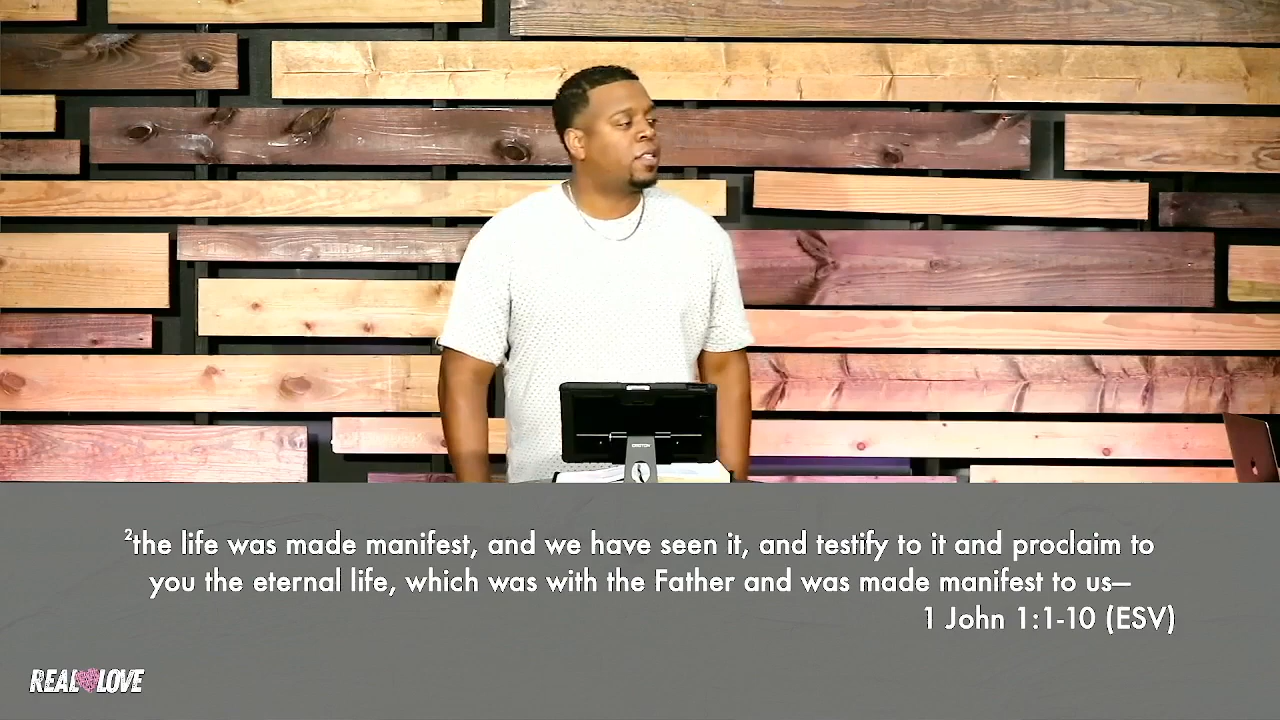 ²the life was made manifest, and we have seen it, and testify to it and proclaim to
you the eternal life, which was with the Father and was made manifest to us—
1 John 1:1-10 (ESV)
REAL LOVE